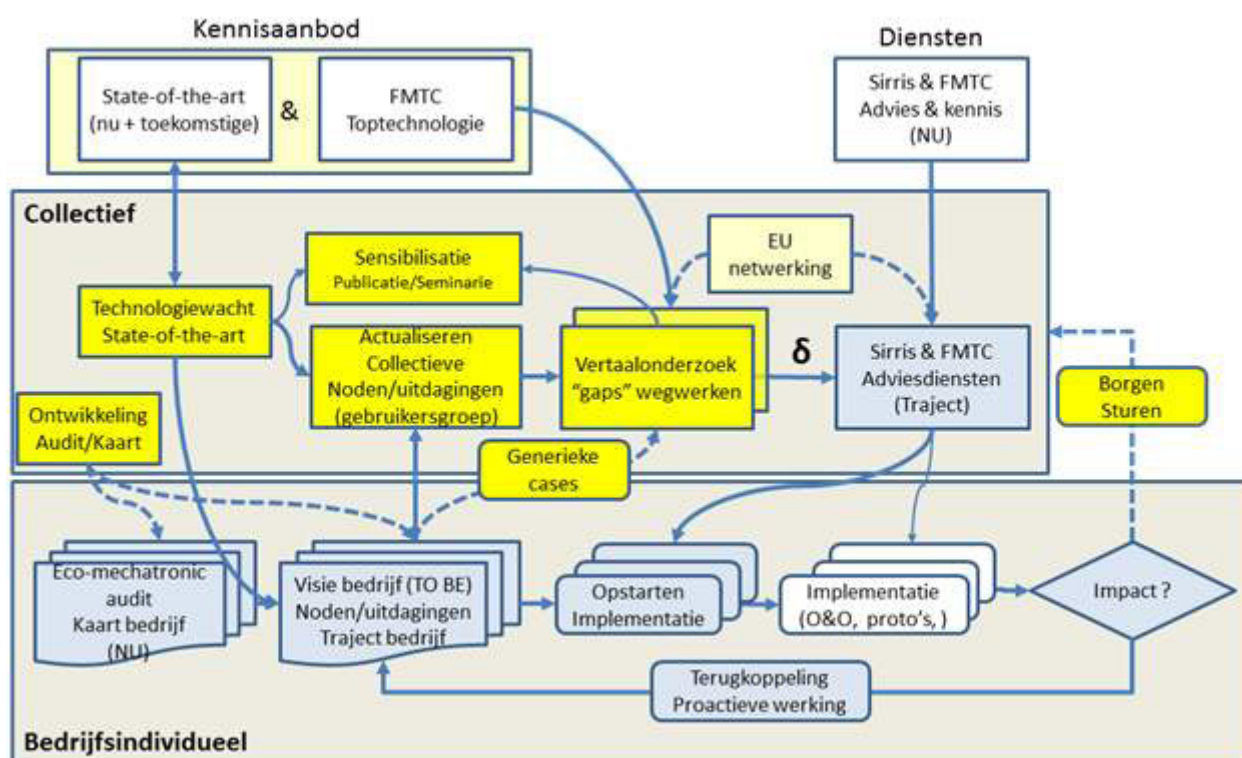 Kennisaanbod
Diensten
State-of-the-art
(nu + toekomstige)
&
FMTC
Toptechnologie
Sirris & FMTC
Advies & kennis
(NU)
Collectief
Sensibilisatie
Publicatie/Seminarie
EU
netwerking
Technologiewacht
State-of-the-art
Actualiseren
Collectieve
Noden/uitdagingen
(gebruikersgroep)
Vertaalonderzoek
“gaps” wegwerken
δ
Sirris & FMTC
Adviesdiensten
(Traject)
Borgen
Sturen
Ontwikkeling
Audit/Kaart
Generieke
cases
Eco-mechatronic
audit
Kaart bedrijf
(NU)
Visie bedrijf (TO BE)
Noden/uitdagingen
Traject bedrijf
Opstarten
Implementatie
Implementatie
(O&O, proto's, )
Impact ?
Terugkoppeling
Proactieve werking
Bedrijfsindividueel